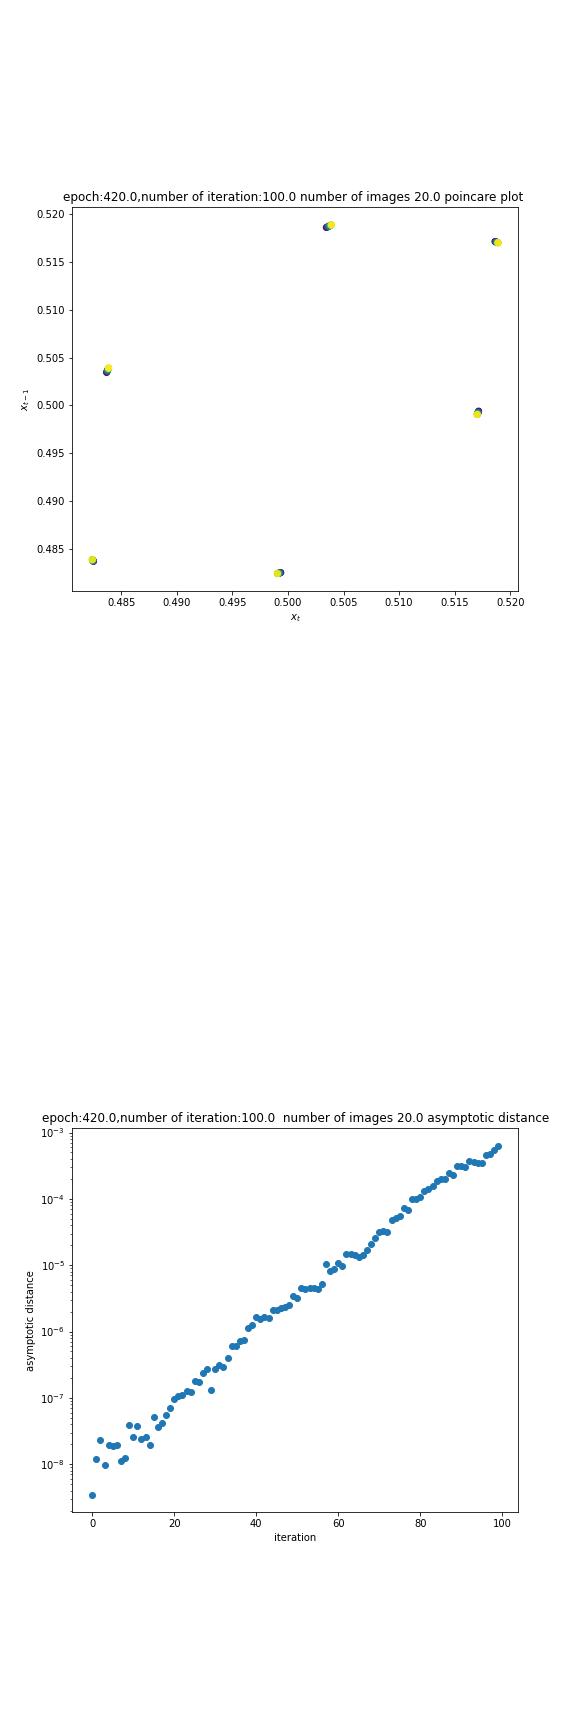 epoch:420.0,number of iteration:100.0 number of images 20.0 poincare plot
0.520
0.515
0.510
0.505
0.500
0.495
0.490
0.485
x_{t-1}
0.485 0.490 0.495 0.500 0.505 0.510 0.515 0.520
x_t
epoch:420.0,number of iteration:100.0  number of images 20.0 asymptotic distance
10^{-3}
10^{-4}
10^{-5}
10^{-6}
10^{-7}
10^{-8}
asymptotic distance
0 20 40 60 80 100
iteration